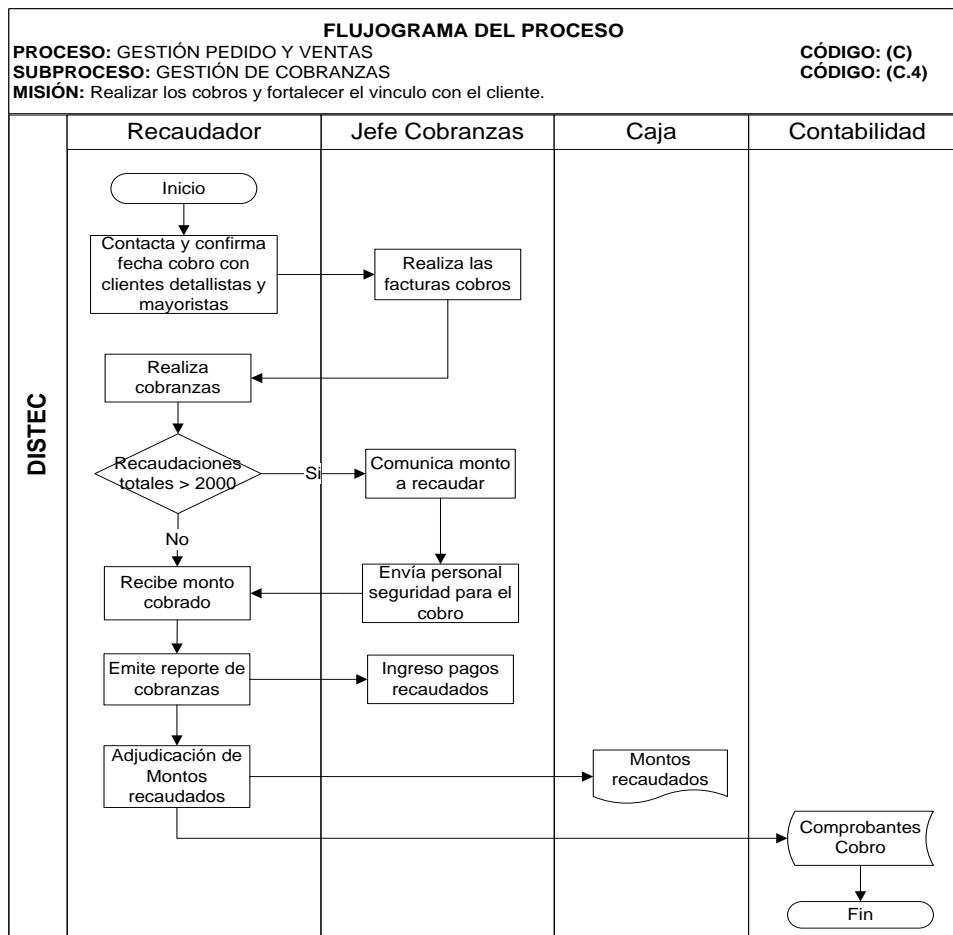 FLUJOGRAMA DEL PROCESO
PROCESO: GESTIÓN PEDIDO Y VENTAS CÓDIGO: (C)
SUBPROCESO: GESTIÓN DE COBRANZAS CÓDIGO: (C.4)
MISIÓN: Realizar los cobros y fortalecer el vinculo con el cliente.
Recaudador
Jefe Cobranzas
Caja
Contabilidad
DISTEC
Inicio
Contacta y confirma
fecha cobro con
clientes detallistas y
mayoristas
Realiza las
facturas cobros
Realiza
cobranzas
Recaudaciones
totales > 2000
Si
Comunica monto
a recaudar
No
Envía personal
seguridad para el
cobro
Recibe monto
cobrado
Emite reporte de
cobranzas
Ingreso pagos
recaudados
Adjudicación de
Montos
recaudados
Montos
recaudados
Comprobantes
Cobro
Fin